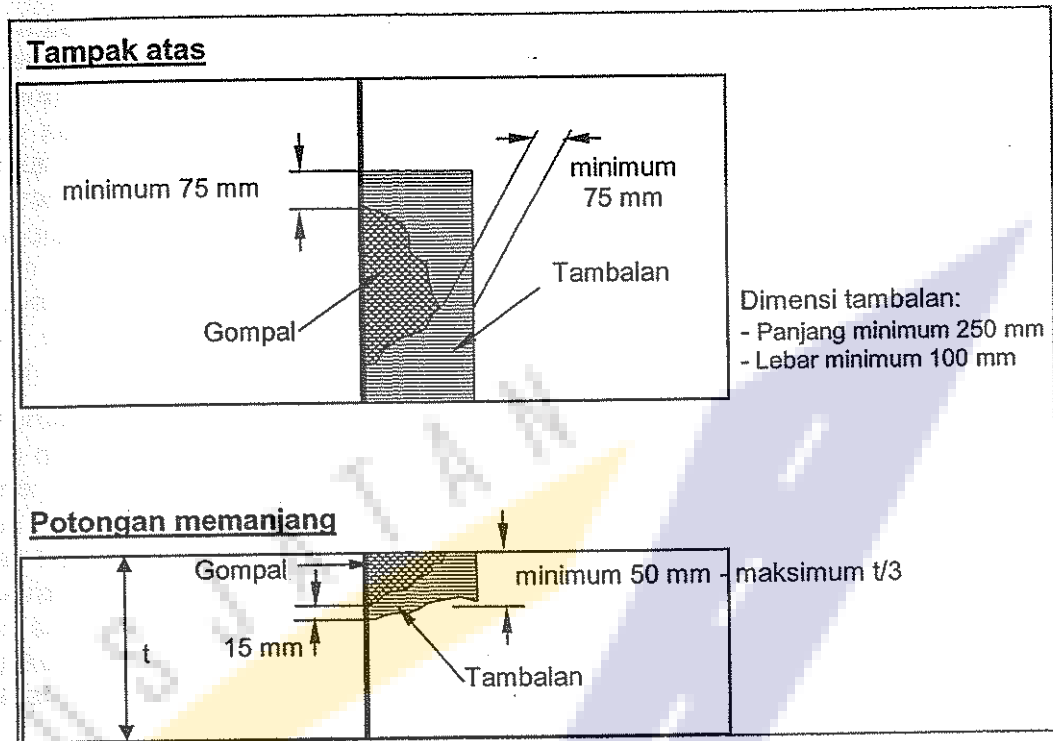 Tampak atas
minimum 75 mm
minimum
75 mm
Tambalan
Gompal
Dimensi tambalan:
- Panjang minimum 250 mm
- Lebar minimum 100 mm
Potongan memanjang
Gompal
minimum 50 mm - maksimum t/3
15 mm
t
Tambalan
USJATAN